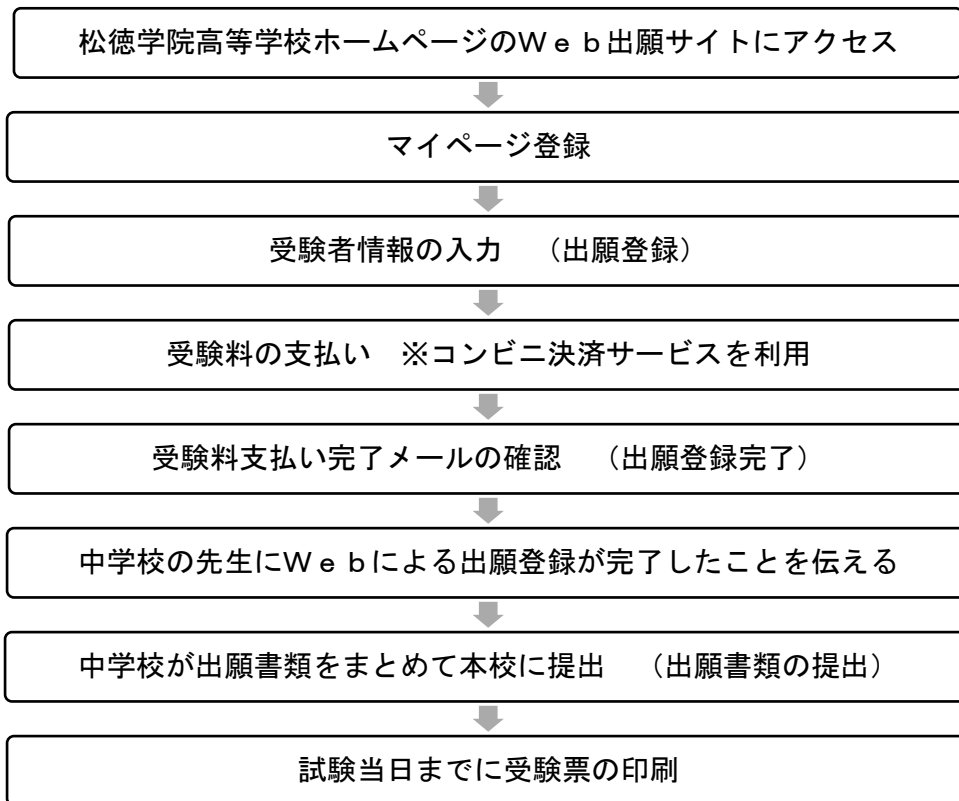 松徳学院高等学校ホームページのＷｅｂ出願サイトにアクセス
マイページ登録
受験者情報の入力　（出願登録）
受験料の支払い　※コンビニ決済サービスを利用
受験料支払い完了メールの確認　（出願登録完了）
中学校の先生にＷｅｂによる出願登録が完了したことを伝える
中学校が出願書類をまとめて本校に提出　（出願書類の提出）
試験当日までに受験票の印刷